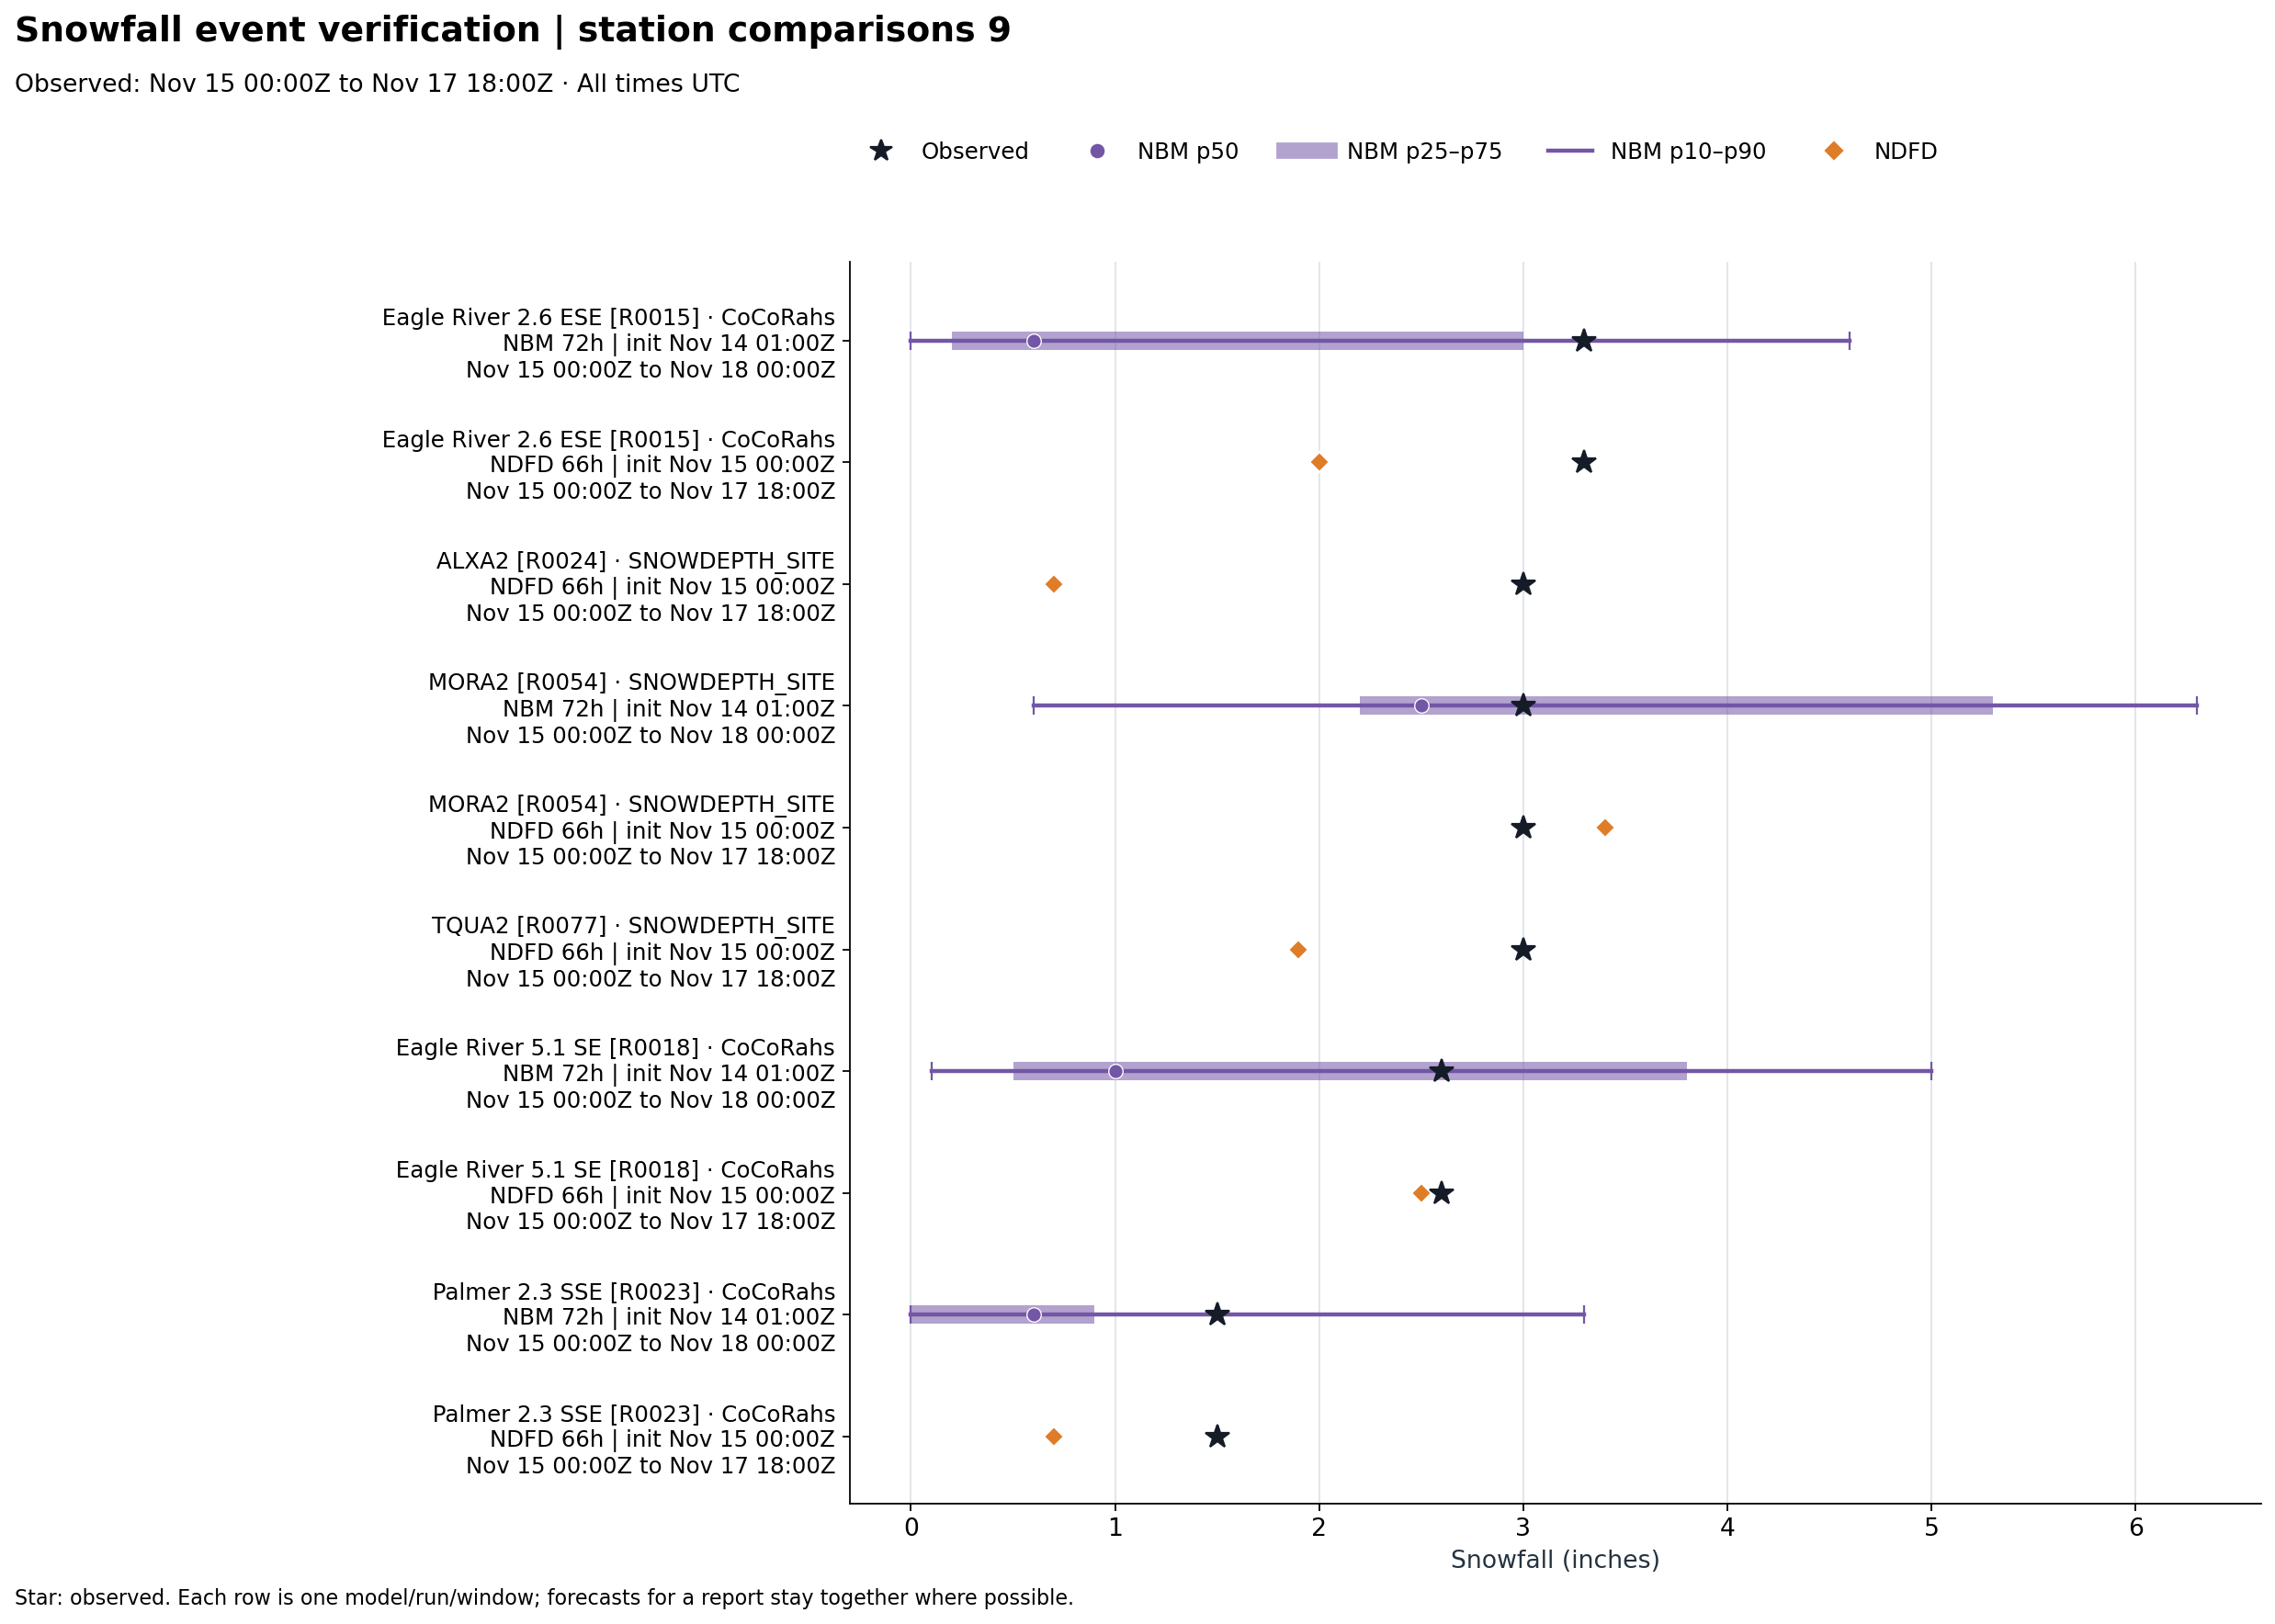 Snowfall event verification | station comparisons 9
Observed: Nov 15 00:00Z to Nov 17 18:00Z · All times UTC
Observed
NBM p50
NBM p25–p75
NBM p10–p90
NDFD
Eagle River 2.6 ESE [R0015] · CoCoRahs
NBM 72h | init Nov 14 01:00Z
Nov 15 00:00Z to Nov 18 00:00Z
Eagle River 2.6 ESE [R0015] · CoCoRahs
NDFD 66h | init Nov 15 00:00Z
Nov 15 00:00Z to Nov 17 18:00Z
ALXA2 [R0024] · SNOWDEPTH_SITE
NDFD 66h | init Nov 15 00:00Z
Nov 15 00:00Z to Nov 17 18:00Z
MORA2 [R0054] · SNOWDEPTH_SITE
NBM 72h | init Nov 14 01:00Z
Nov 15 00:00Z to Nov 18 00:00Z
MORA2 [R0054] · SNOWDEPTH_SITE
NDFD 66h | init Nov 15 00:00Z
Nov 15 00:00Z to Nov 17 18:00Z
TQUA2 [R0077] · SNOWDEPTH_SITE
NDFD 66h | init Nov 15 00:00Z
Nov 15 00:00Z to Nov 17 18:00Z
Eagle River 5.1 SE [R0018] · CoCoRahs
NBM 72h | init Nov 14 01:00Z
Nov 15 00:00Z to Nov 18 00:00Z
Eagle River 5.1 SE [R0018] · CoCoRahs
NDFD 66h | init Nov 15 00:00Z
Nov 15 00:00Z to Nov 17 18:00Z
Palmer 2.3 SSE [R0023] · CoCoRahs
NBM 72h | init Nov 14 01:00Z
Nov 15 00:00Z to Nov 18 00:00Z
Palmer 2.3 SSE [R0023] · CoCoRahs
NDFD 66h | init Nov 15 00:00Z
Nov 15 00:00Z to Nov 17 18:00Z
0 1 2 3 4 5 6
Snowfall (inches)
Star: observed. Each row is one model/run/window; forecasts for a report stay together where possible.